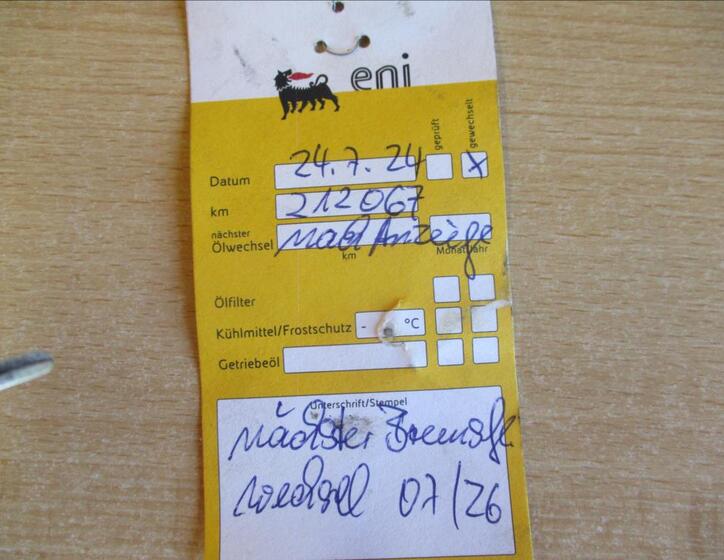 eni
geprüft
gewechselt
Datum 24.7.24 x
km 212067
nächster
Ölwechsel Nach Anzeige
km Monat/Jahr
Ölfilter
Kühlmittel/Frostschutz - °C
Getriebeöl
Unterschrift/Stempel
Nächster
wechsel 07/26